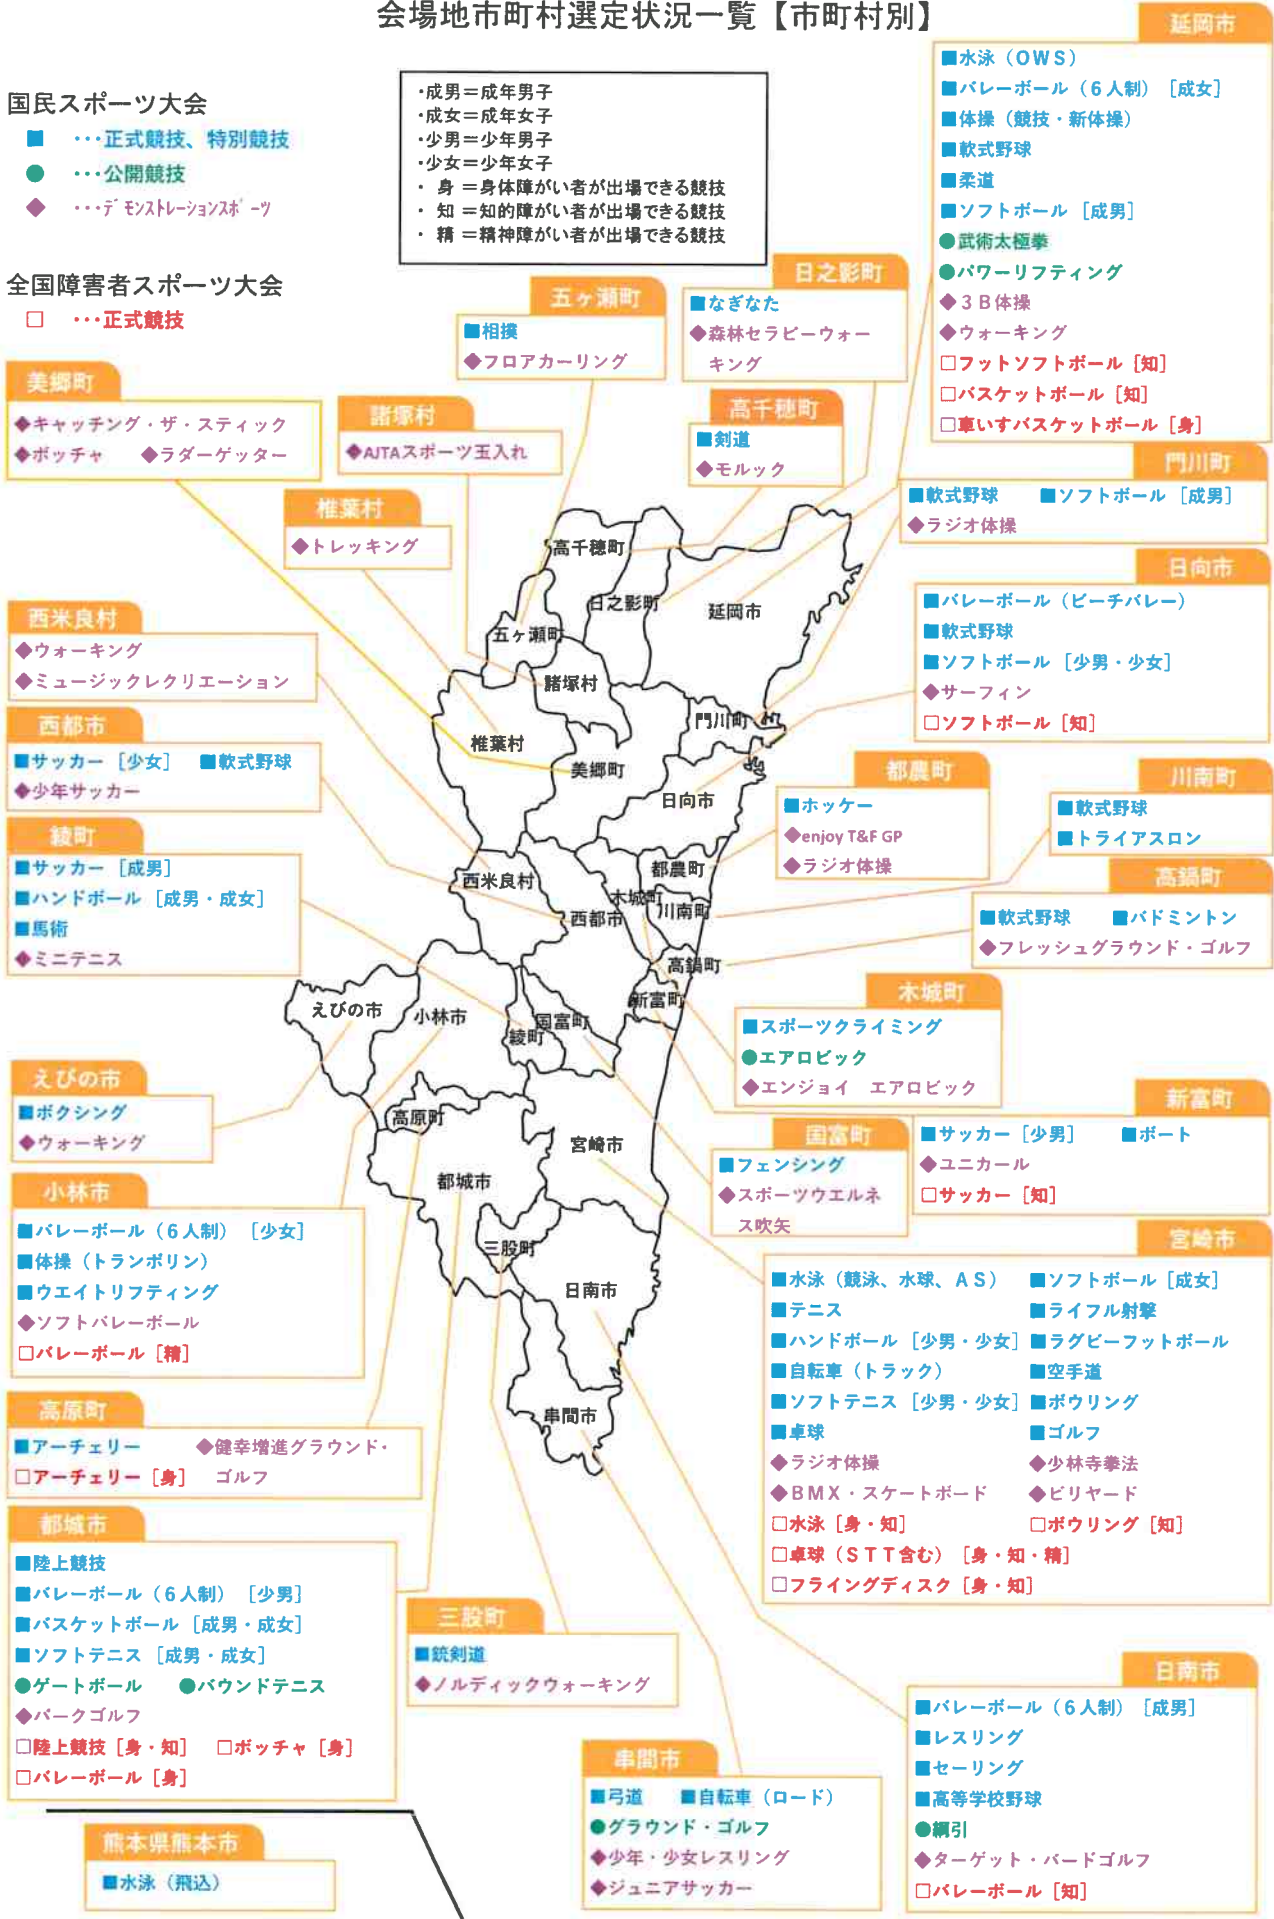 会場地市町村選定状況一覧【市町村別】
国民スポーツ大会
■ ･･･正式競技、特別競技
● ･･･公開競技
◆ ･･･デモンストレーションスポーツ
全国障害者スポーツ大会
□ ･･･正式競技
・成男＝成年男子
・成女＝成年女子
・少男＝少年男子
・少女＝少年女子
・ 身 ＝身体障がい者が出場できる競技
・ 知 ＝知的障がい者が出場できる競技
・ 精 ＝精神障がい者が出場できる競技
延岡市
■水泳（ＯＷＳ）
■バレーボール（６人制）［成女］
■体操（競技・新体操）
■軟式野球
■柔道
■ソフトボール［成男］
●武術太極拳
●パワーリフティング
◆３Ｂ体操
◆ウォーキング
□フットソフトボール［知］
□バスケットボール［知］
□車いすバスケットボール［身］
日之影町
■なぎなた
◆森林セラピーウォー
キング
五ヶ瀬町
■相撲
◆フロアカーリング
高千穂町
■剣道
◆モルック
美郷町
◆キャッチング・ザ・スティック
◆ボッチャ ◆ラダーゲッター
諸塚村
◆AJTAスポーツ玉入れ
椎葉村
◆トレッキング
門川町
■軟式野球 ■ソフトボール［成男］
◆ラジオ体操
日向市
■バレーボール（ビーチバレー）
■軟式野球
■ソフトボール［少男・少女］
◆サーフィン
□ソフトボール［知］
西米良村
◆ウォーキング
◆ミュージックレクリエーション
西都市
■サッカー［少女］ ■軟式野球
◆少年サッカー
綾町
■サッカー［成男］
■ハンドボール［成男・成女］
■馬術
◆ミニテニス
都農町
■ホッケー
◆enjoy T&F GP
◆ラジオ体操
川南町
■軟式野球
■トライアスロン
高鍋町
■軟式野球 ■バドミントン
◆フレッシュグラウンド・ゴルフ
木城町
■スポーツクライミング
●エアロビック
◆エンジョイ エアロビック
新富町
■サッカー［少男］ ■ボート
◆ユニカール
□サッカー［知］
国富町
■フェンシング
◆スポーツウエルネ
ス吹矢
えびの市
■ボクシング
◆ウォーキング
小林市
■バレーボール（６人制）［少女］
■体操（トランポリン）
■ウエイトリフティング
◆ソフトバレーボール
□バレーボール［精］
高原町
■アーチェリー ◆健幸増進グラウンド・
□アーチェリー［身］ ゴルフ
都城市
■陸上競技
■バレーボール（６人制）［少男］
■バスケットボール［成男・成女］
■ソフトテニス［成男・成女］
●ゲートボール ●バウンドテニス
◆パークゴルフ
□陸上競技［身・知］ □ボッチャ［身］
□バレーボール［身］
宮崎市
■水泳（競泳、水球、ＡＳ） ■ソフトボール［成女］
■テニス ■ライフル射撃
■ハンドボール［少男・少女］ ■ラグビーフットボール
■自転車（トラック） ■空手道
■ソフトテニス［少男・少女］ ■ボウリング
■卓球 ■ゴルフ
◆ラジオ体操 ◆少林寺拳法
◆ＢＭＸ・スケートボード ◆ビリヤード
□水泳［身・知］ □ボウリング［知］
□卓球（ＳＴＴ含む）［身・知・精］
□フライングディスク［身・知］
三股町
■銃剣道
◆ノルディックウォーキング
日南市
■バレーボール（６人制）［成男］
■レスリング
■セーリング
■高等学校野球
●綱引
◆ターゲット・バードゴルフ
□バレーボール［知］
串間市
■弓道 ■自転車（ロード）
●グラウンド・ゴルフ
◆少年・少女レスリング
◆ジュニアサッカー
熊本県熊本市
■水泳（飛込）
高千穂町
日之影町
延岡市
五ヶ瀬町
諸塚村
門川町
椎葉村
美郷町
日向市
都農町
西米良村
木城町
川南町
西都市
高鍋町
新富町
えびの市
小林市
国富町
綾町
高原町
宮崎市
都城市
三股町
日南市
串間市